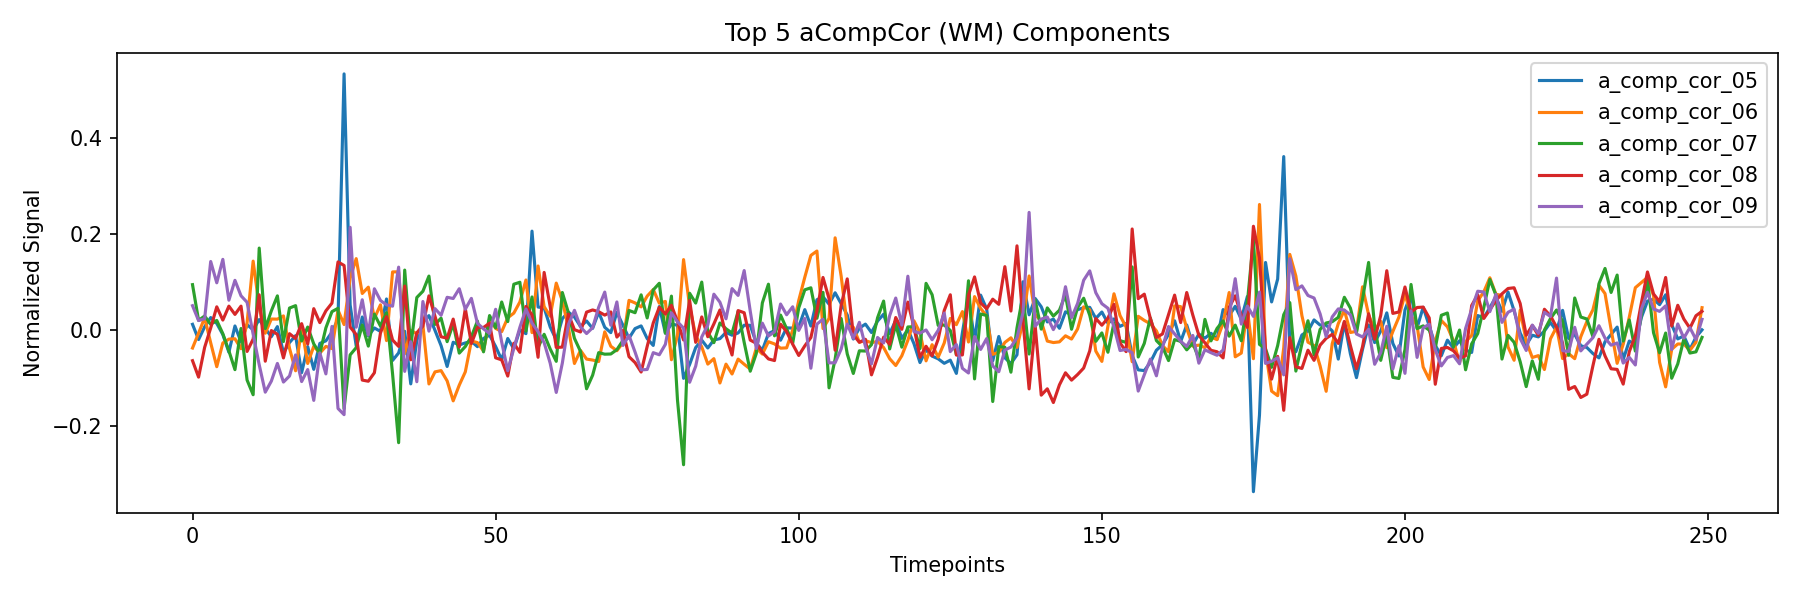 Top 5 aCompCor (WM) Components
a_comp_cor_05
a_comp_cor_06
a_comp_cor_07
a_comp_cor_08
a_comp_cor_09
Normalized Signal
0.4
0.2
0.0
−0.2
0 50 100 150 200 250
Timepoints